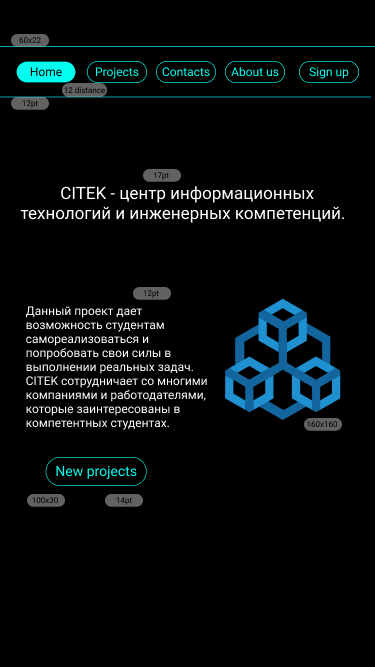 60x22
Home Projects Contacts About us Sign up
12 distance
12pt
17pt
CITEK - центр информационных
технологий и инженерных компетенций.
12pt
Данный проект дает
возможность студентам
самореализоваться и
попробовать свои силы в
выполнении реальных задач.
CITEK сотрудничает со многими
компаниями и работодателями,
которые заинтересованы в
компетентных студентах.
160x160
New projects
100x30 14pt